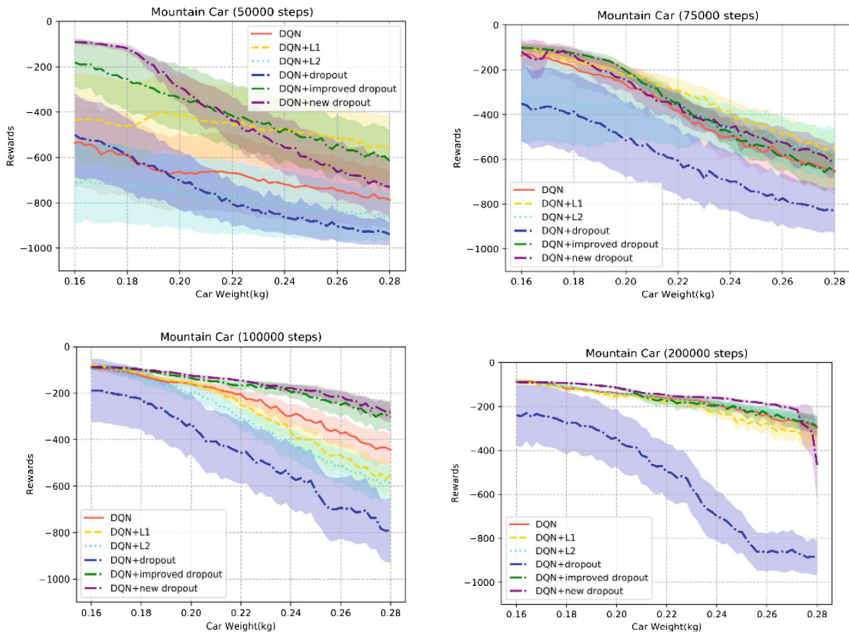 Mountain Car (50000 steps)
0
−200
−400
−600
−800
−1000
Rewards
DQN
DQN+L1
DQN+L2
DQN+dropout
DQN+improved dropout
DQN+new dropout
0.16 0.18 0.20 0.22 0.24 0.26 0.28
Car Weight(kg)
Mountain Car (75000 steps)
0
−200
−400
−600
−800
−1000
Rewards
DQN
DQN+L1
DQN+L2
DQN+dropout
DQN+improved dropout
DQN+new dropout
0.16 0.18 0.20 0.22 0.24 0.26 0.28
Car Weight(kg)
Mountain Car (100000 steps)
0
−200
−400
−600
−800
−1000
Rewards
DQN
DQN+L1
DQN+L2
DQN+dropout
DQN+improved dropout
DQN+new dropout
0.16 0.18 0.20 0.22 0.24 0.26 0.28
Car Weight(kg)
Mountain Car (200000 steps)
0
−200
−400
−600
−800
−1000
Rewards
DQN
DQN+L1
DQN+L2
DQN+dropout
DQN+improved dropout
DQN+new dropout
0.16 0.18 0.20 0.22 0.24 0.26 0.28
Car Weight(kg)